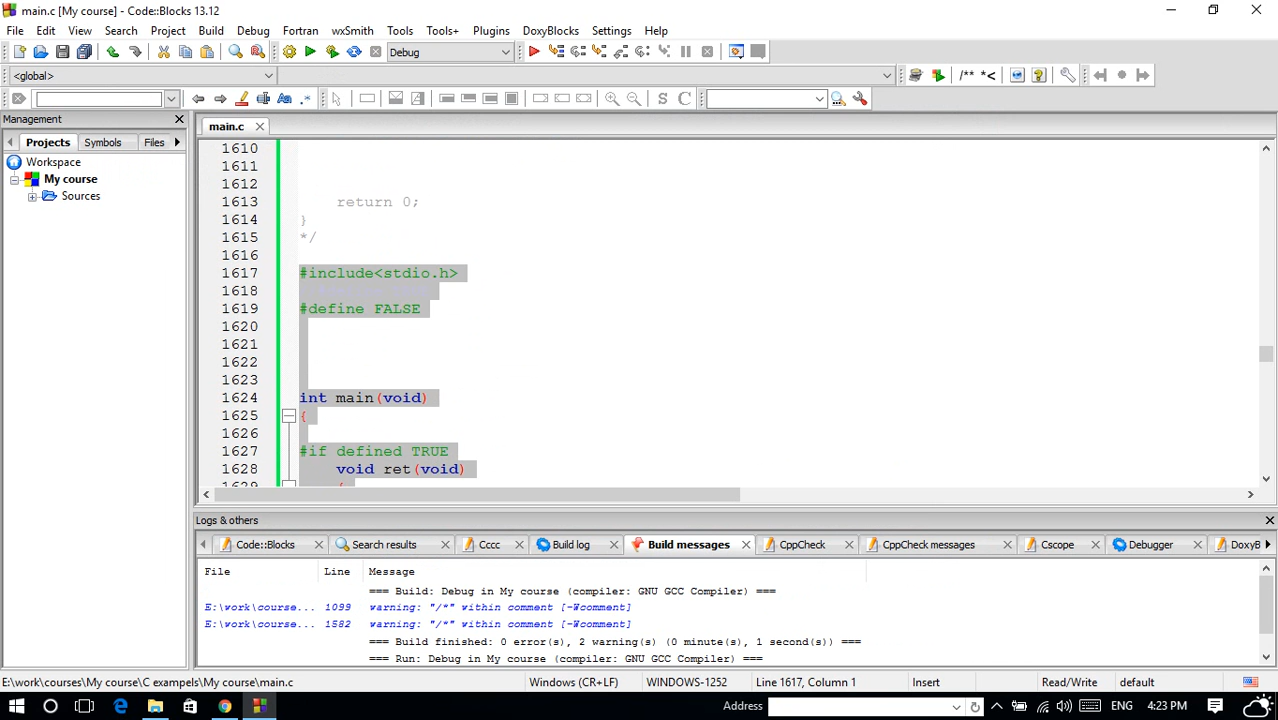 main.c [My course] - Code::Blocks 13.12
File Edit View Search Project Build Debug Fortran wxSmith Tools Tools+ Plugins DoxyBlocks Settings Help
Debug
<global>
/** *<
Aa .*
S C
Management
Projects Symbols Files
Workspace
My course
Sources
main.c
1610
1611
1612
1613 return 0;
1614 }
1615 */
1616
1617 #include<stdio.h>
1618
1619 #define FALSE
1620
1621
1622
1623
1624 int main(void)
1625 {
1626
1627 #if defined TRUE
1628 void ret(void)
1629 {
Logs & others
Code::Blocks Search results Cccc Build log Build messages CppCheck CppCheck messages Cscope Debugger DoxyB
File Line Message
=== Build: Debug in My course (compiler: GNU GCC Compiler) ===
E:\work\course... 1099 warning: "/*" within comment [-Wcomment]
E:\work\course... 1582 warning: "/*" within comment [-Wcomment]
=== Build finished: 0 error(s), 2 warning(s) (0 minute(s), 1 second(s)) ===
=== Run: Debug in My course (compiler: GNU GCC Compiler) ===
E:\work\courses\My course\C exampels\My course\main.c Windows (CR+LF) WINDOWS-1252 Line 1617, Column 1 Insert Read/Write default
Address ENG 4:23 PM